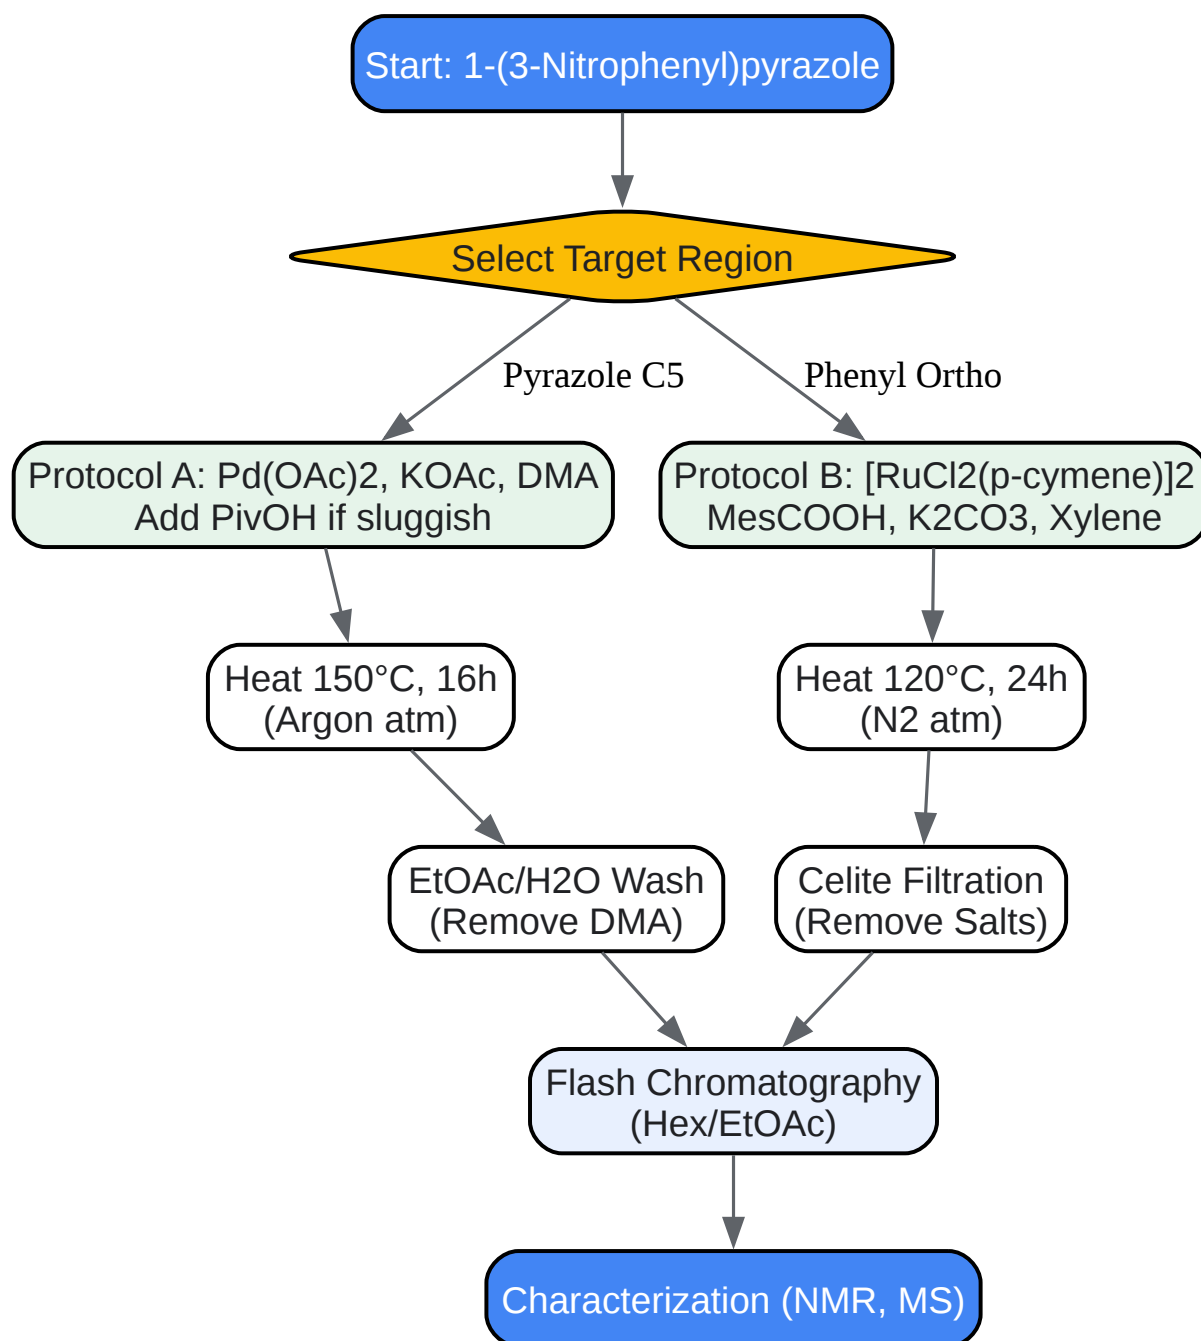 Start: 1-(3-Nitrophenyl)pyrazole
Select Target Region
Pyrazole C5
Phenyl Ortho
Protocol A: Pd(OAc)2, KOAc, DMA
Add PivOH if sluggish
Protocol B: [RuCl2(p-cymene)]2
MesCOOH, K2CO3, Xylene
Heat 150°C, 16h
(Argon atm)
Heat 120°C, 24h
(N2 atm)
EtOAc/H2O Wash
(Remove DMA)
Celite Filtration
(Remove Salts)
Flash Chromatography
(Hex/EtOAc)
Characterization (NMR, MS)